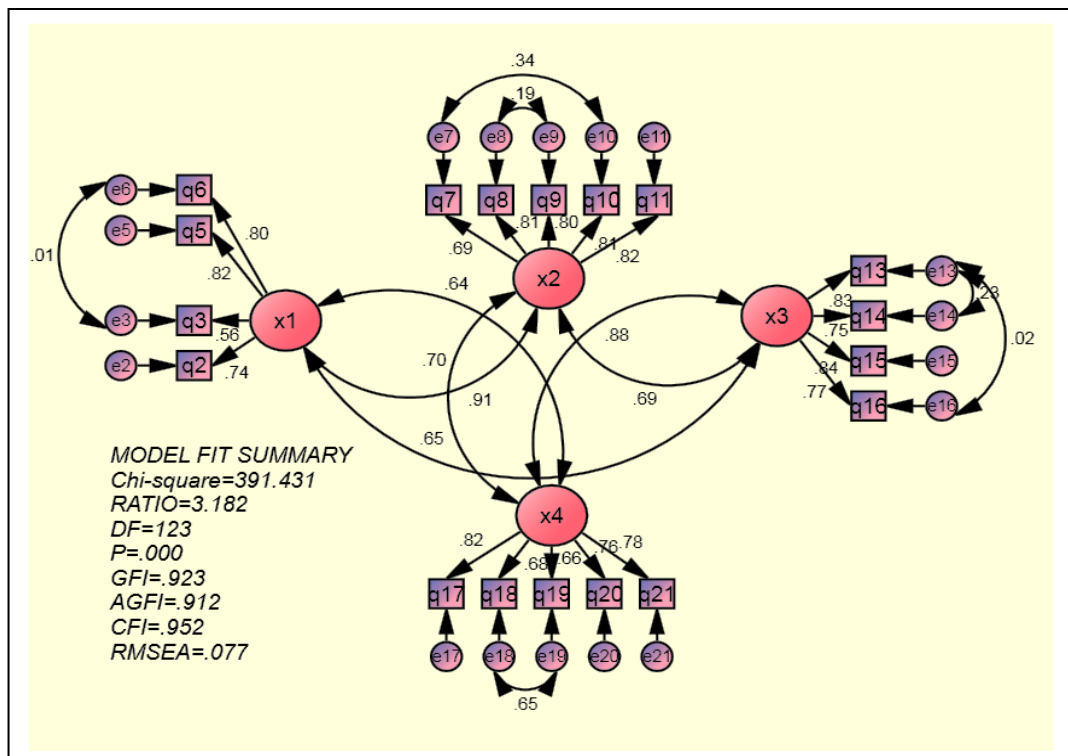 .34
.19
e7 e8 e9 e10 e11
q7 q8 q9 q10 q11
.69 .81 .80 .81 .82
x2
e6 q6
e5 q5
.80
.82
.01
e3 q3
.56
e2 q2
.74
x1
.64
.88
x3
q13 e13
.83
.23
q14 e14
.75
q15 e15
.84
q16 e16
.77
.02
.70
.91
.69
.65
MODEL FIT SUMMARY
Chi-square=391.431
RATIO=3.182
DF=123
P=.000
GFI=.923
AGFI=.912
CFI=.952
RMSEA=.077
x4
.82 .68 .66 .76 .78
q17 q18 q19 q20 q21
e17 e18 e19 e20 e21
.65